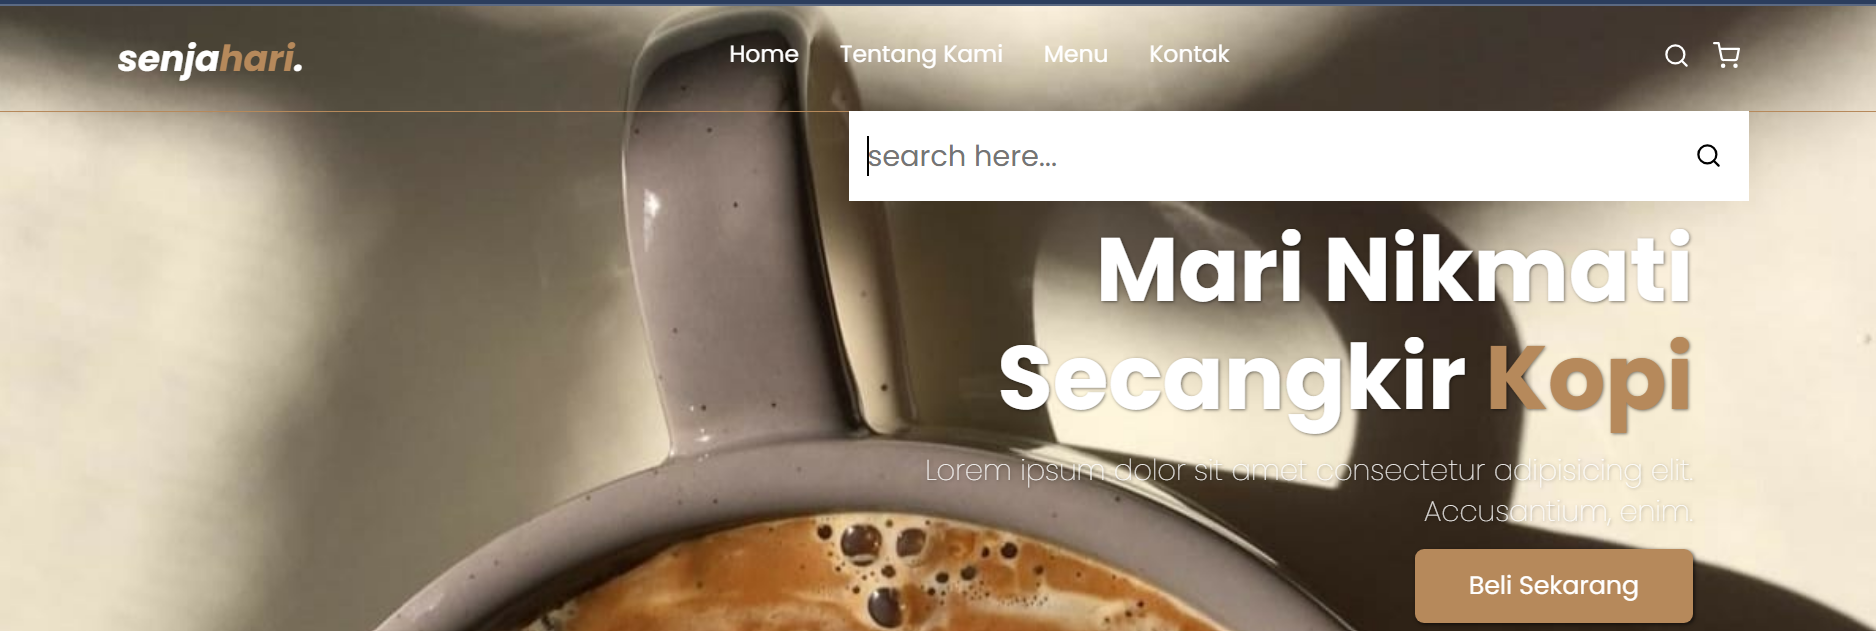 senjahari.
Home Tentang Kami Menu Kontak
search here...
Mari Nikmati
Secangkir Kopi
Lorem ipsum dolor sit amet consectetur adipisicing elit.
Accusantium, enim.
Beli Sekarang